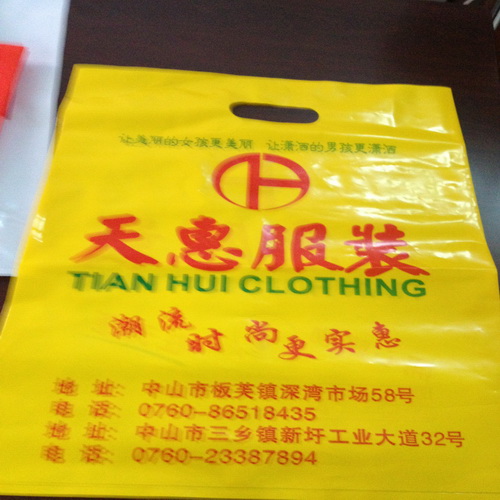 让美丽的女孩更美丽 让潇洒的男孩更潇洒
天惠服装
TIAN HUI CLOTHING
潮流时尚更实惠
地址：中山市板芙镇深湾市场58号
电话：0760-86518435
地址：中山市三乡镇新圩工业大道32号
电话：0760-23387894